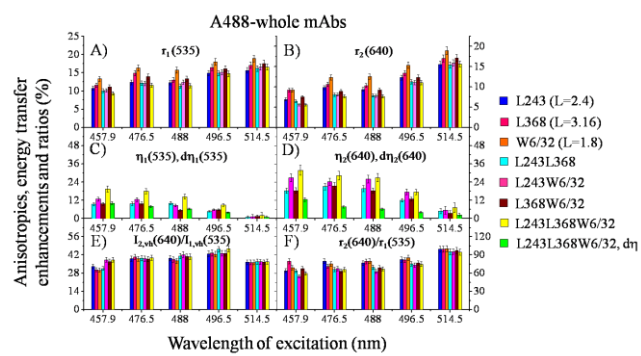 A488-whole mAbs
Anisotropies, energy transfer enhancements and ratios (%)
A) r₁(535)
25
20
15
10
5
0
457.9 476.5 488 496.5 514.5
B) r₂(640)
20
15
10
5
0
457.9 476.5 488 496.5 514.5
C) η₁(535), dη₁(535)
48
36
24
12
0
457.9 476.5 488 496.5 514.5
D) η₂(640), dη₂(640)
48
36
24
12
0
457.9 476.5 488 496.5 514.5
E) I₂,vh(640)/I₁,vh(535)
56
42
28
14
0
457.9 476.5 488 496.5 514.5
F) r₂(640)/r₁(535)
120
90
60
30
0
457.9 476.5 488 496.5 514.5
Wavelength of excitation (nm)
L243 (L=2.4)
L368 (L=3.16)
W6/32 (L=1.8)
L243L368
L243W6/32
L368W6/32
L243L368W6/32
L243L368W6/32, dη